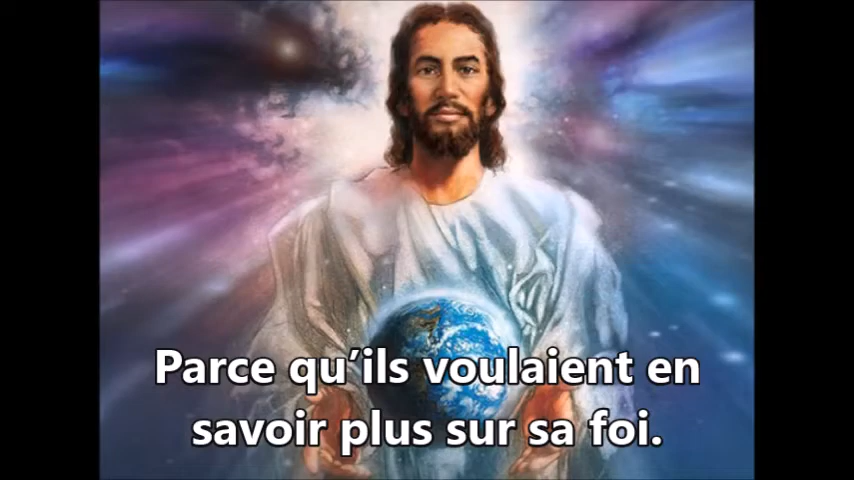 Parce qu’ils voulaient en
savoir plus sur sa foi.